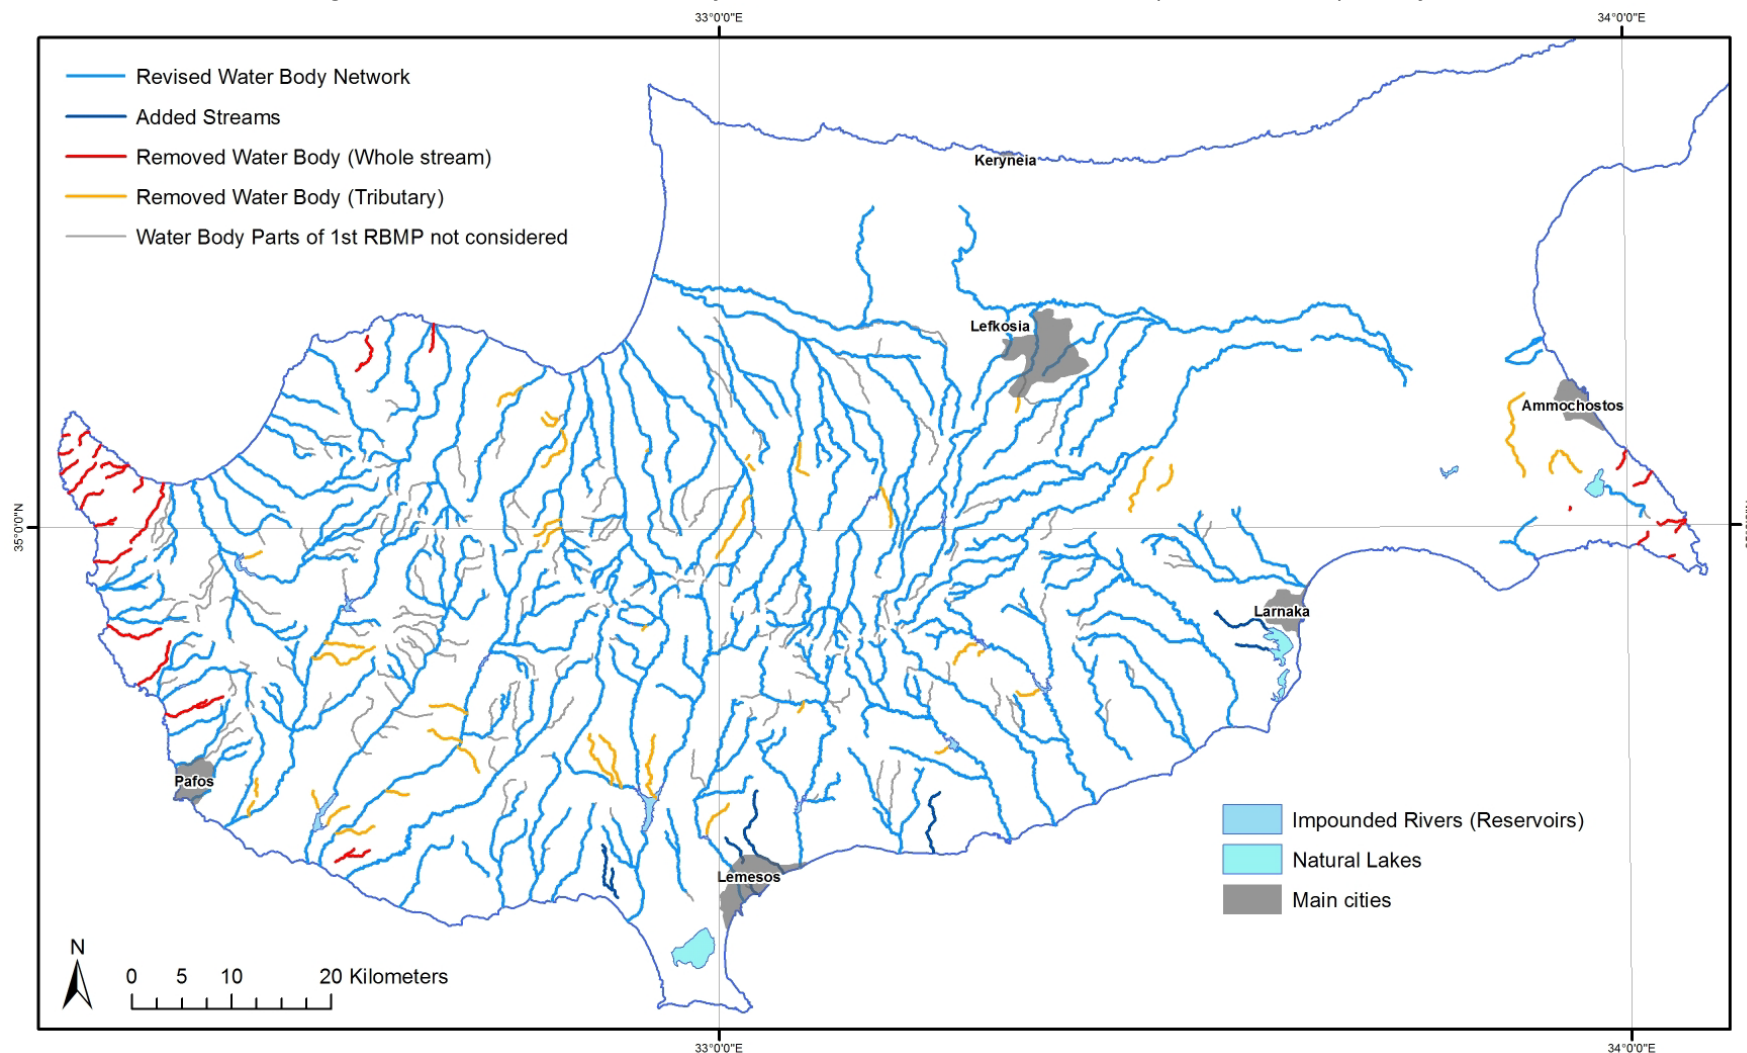 33°0'0"E
34°0'0"E
Revised Water Body Network
Added Streams
Removed Water Body (Whole stream)
Removed Water Body (Tributary)
Water Body Parts of 1st RBMP not considered
Keryneia
Lefkosia
Ammochostos
35°0'0"N
Larnaka
Pafos
Lemesos
Impounded Rivers (Reservoirs)
Natural Lakes
Main cities
N
0 5 10 20 Kilometers
33°0'0"E
34°0'0"E